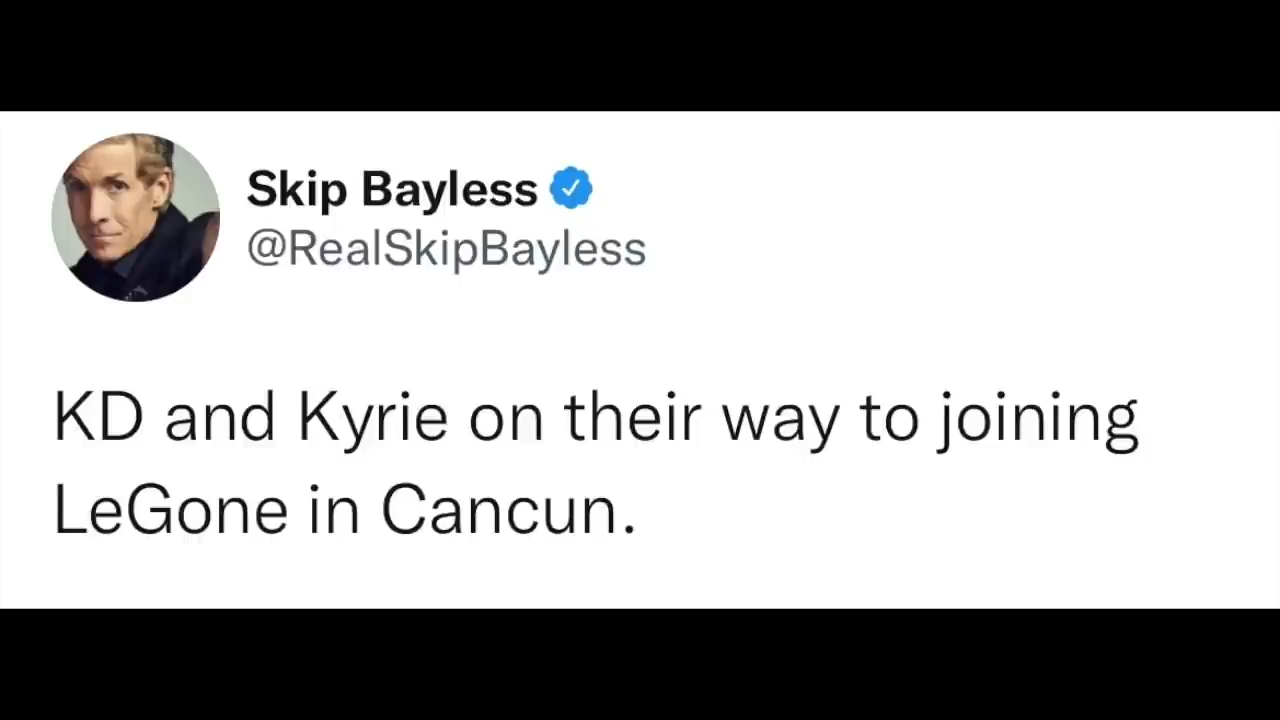 Skip Bayless
@RealSkipBayless
KD and Kyrie on their way to joining
LeGone in Cancun.